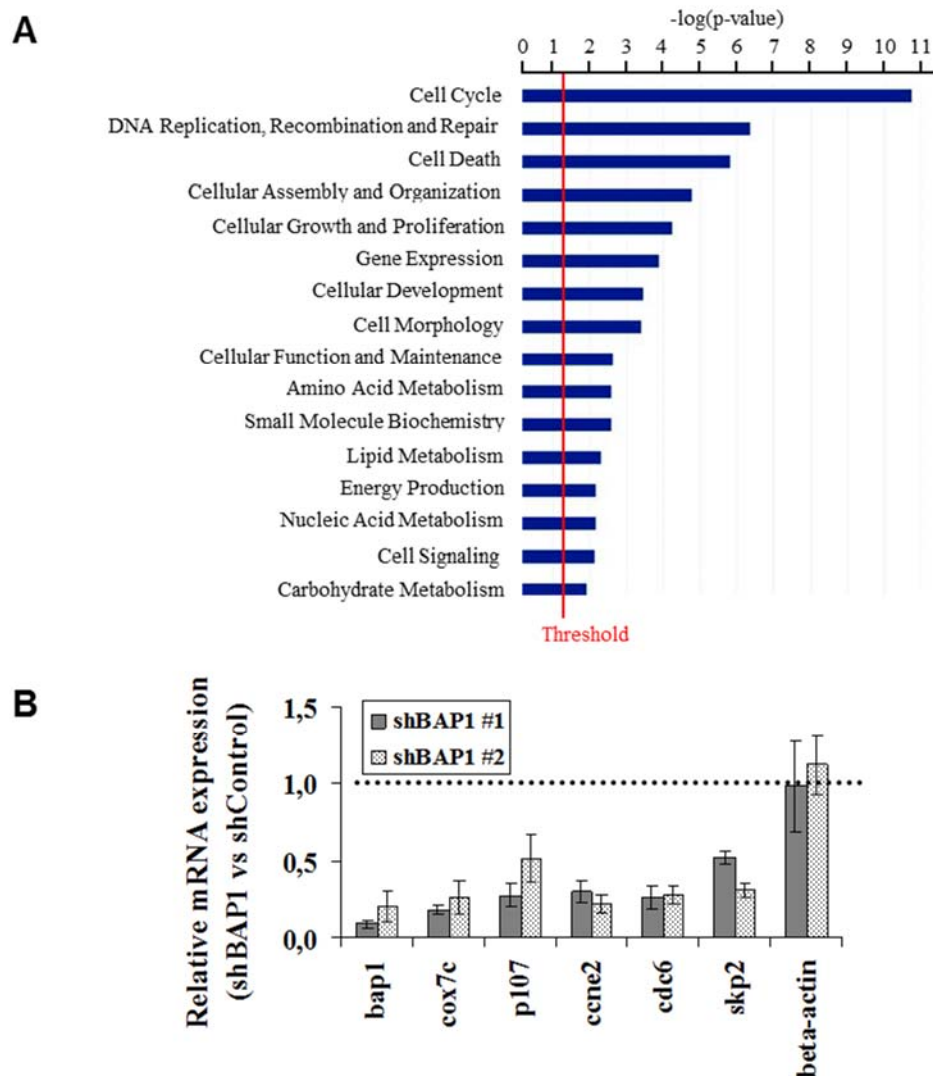 A
-log(p-value)
0 1 2 3 4 5 6 7 8 9 10 11
Cell Cycle
DNA Replication, Recombination and Repair
Cell Death
Cellular Assembly and Organization
Cellular Growth and Proliferation
Gene Expression
Cellular Development
Cell Morphology
Cellular Function and Maintenance
Amino Acid Metabolism
Small Molecule Biochemistry
Lipid Metabolism
Energy Production
Nucleic Acid Metabolism
Cell Signaling
Carbohydrate Metabolism
Threshold
B
Relative mRNA expression
(shBAP1 vs shControl)
1,5
1,0
0,5
0,0
shBAP1 #1
shBAP1 #2
bap1
cox7c
p107
ccne2
cdc6
skp2
beta-actin